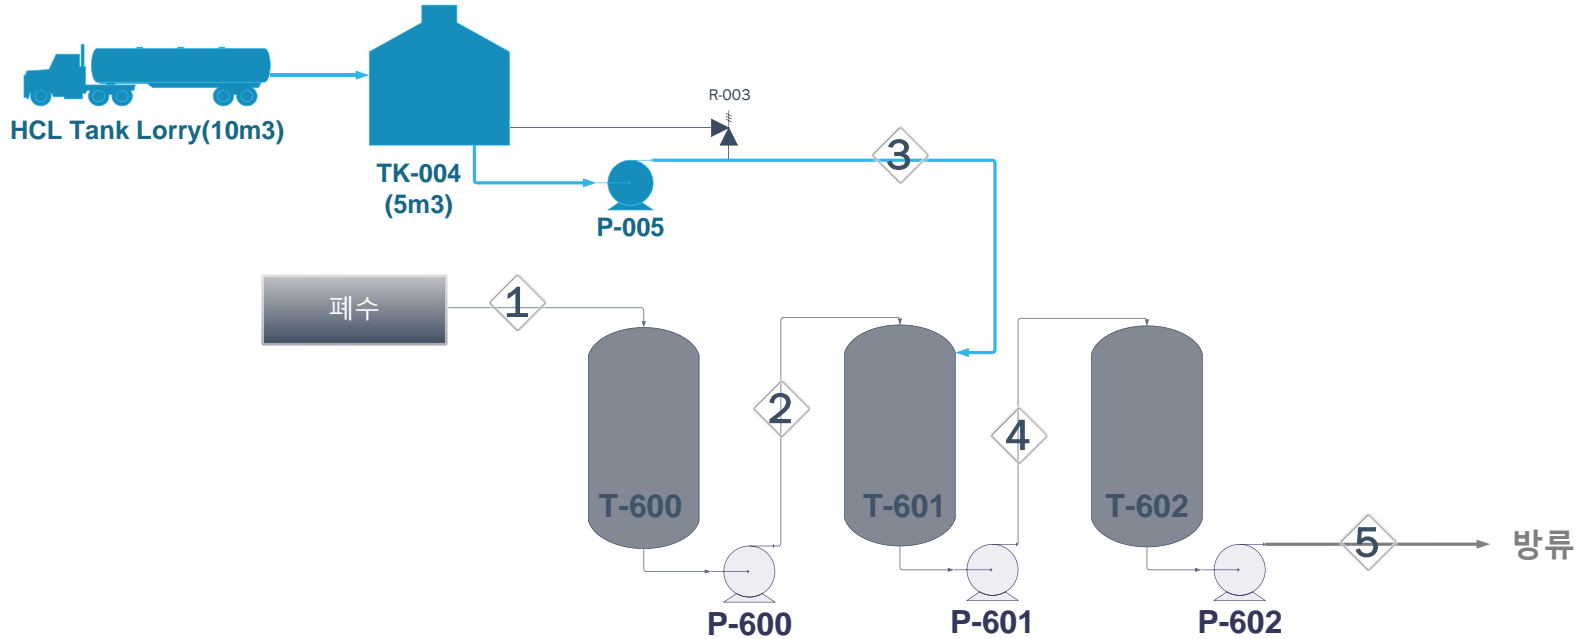 R-003
HCL Tank Lorry(10m3)
3
TK-004
(5m3)
P-005
폐수
1
2
4
T-600
T-601
T-602
5
방류
P-600
P-601
P-602